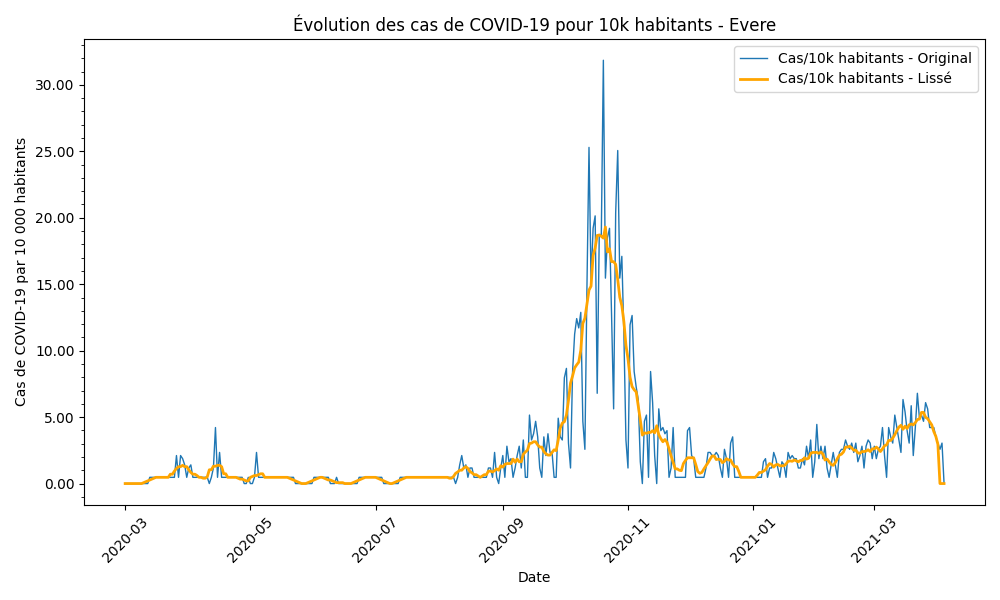 Évolution des cas de COVID-19 pour 10k habitants - Evere
Cas/10k habitants - Original
Cas/10k habitants - Lissé
Cas de COVID-19 par 10 000 habitants
30.00
25.00
20.00
15.00
10.00
5.00
0.00
2020-03
2020-05
2020-07
2020-09
2020-11
2021-01
2021-03
Date